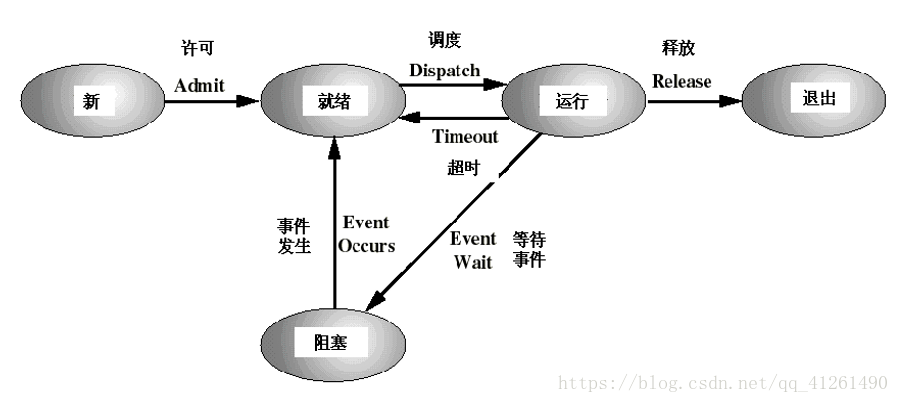 许可
调度
释放
Admit
Dispatch
Release
新
就绪
运行
退出
Timeout
超时
事件
发生
Event
Occurs
Event
Wait
等待
事件
阻塞
https://blog.csdn.net/qq_41261490